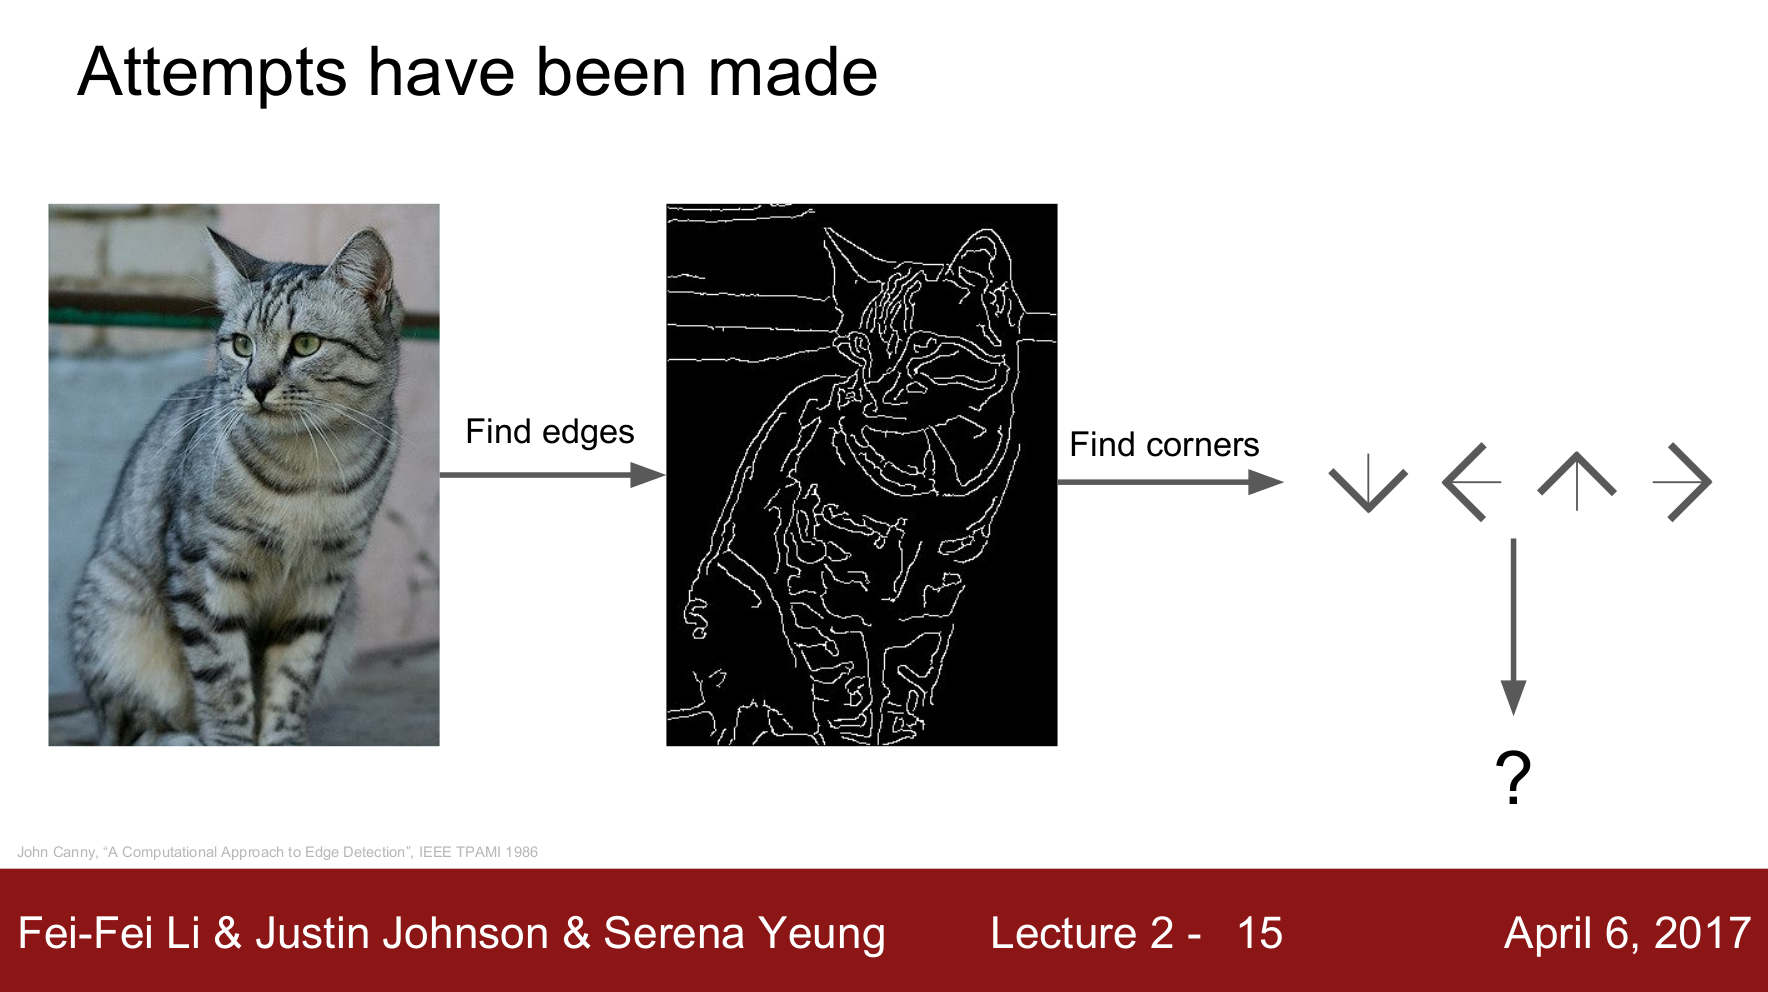 Attempts have been made
Find edges
Find corners
?
John Canny, “A Computational Approach to Edge Detection”, IEEE TPAMI 1986
Fei-Fei Li & Justin Johnson & Serena Yeung
Lecture 2 - 15
April 6, 2017